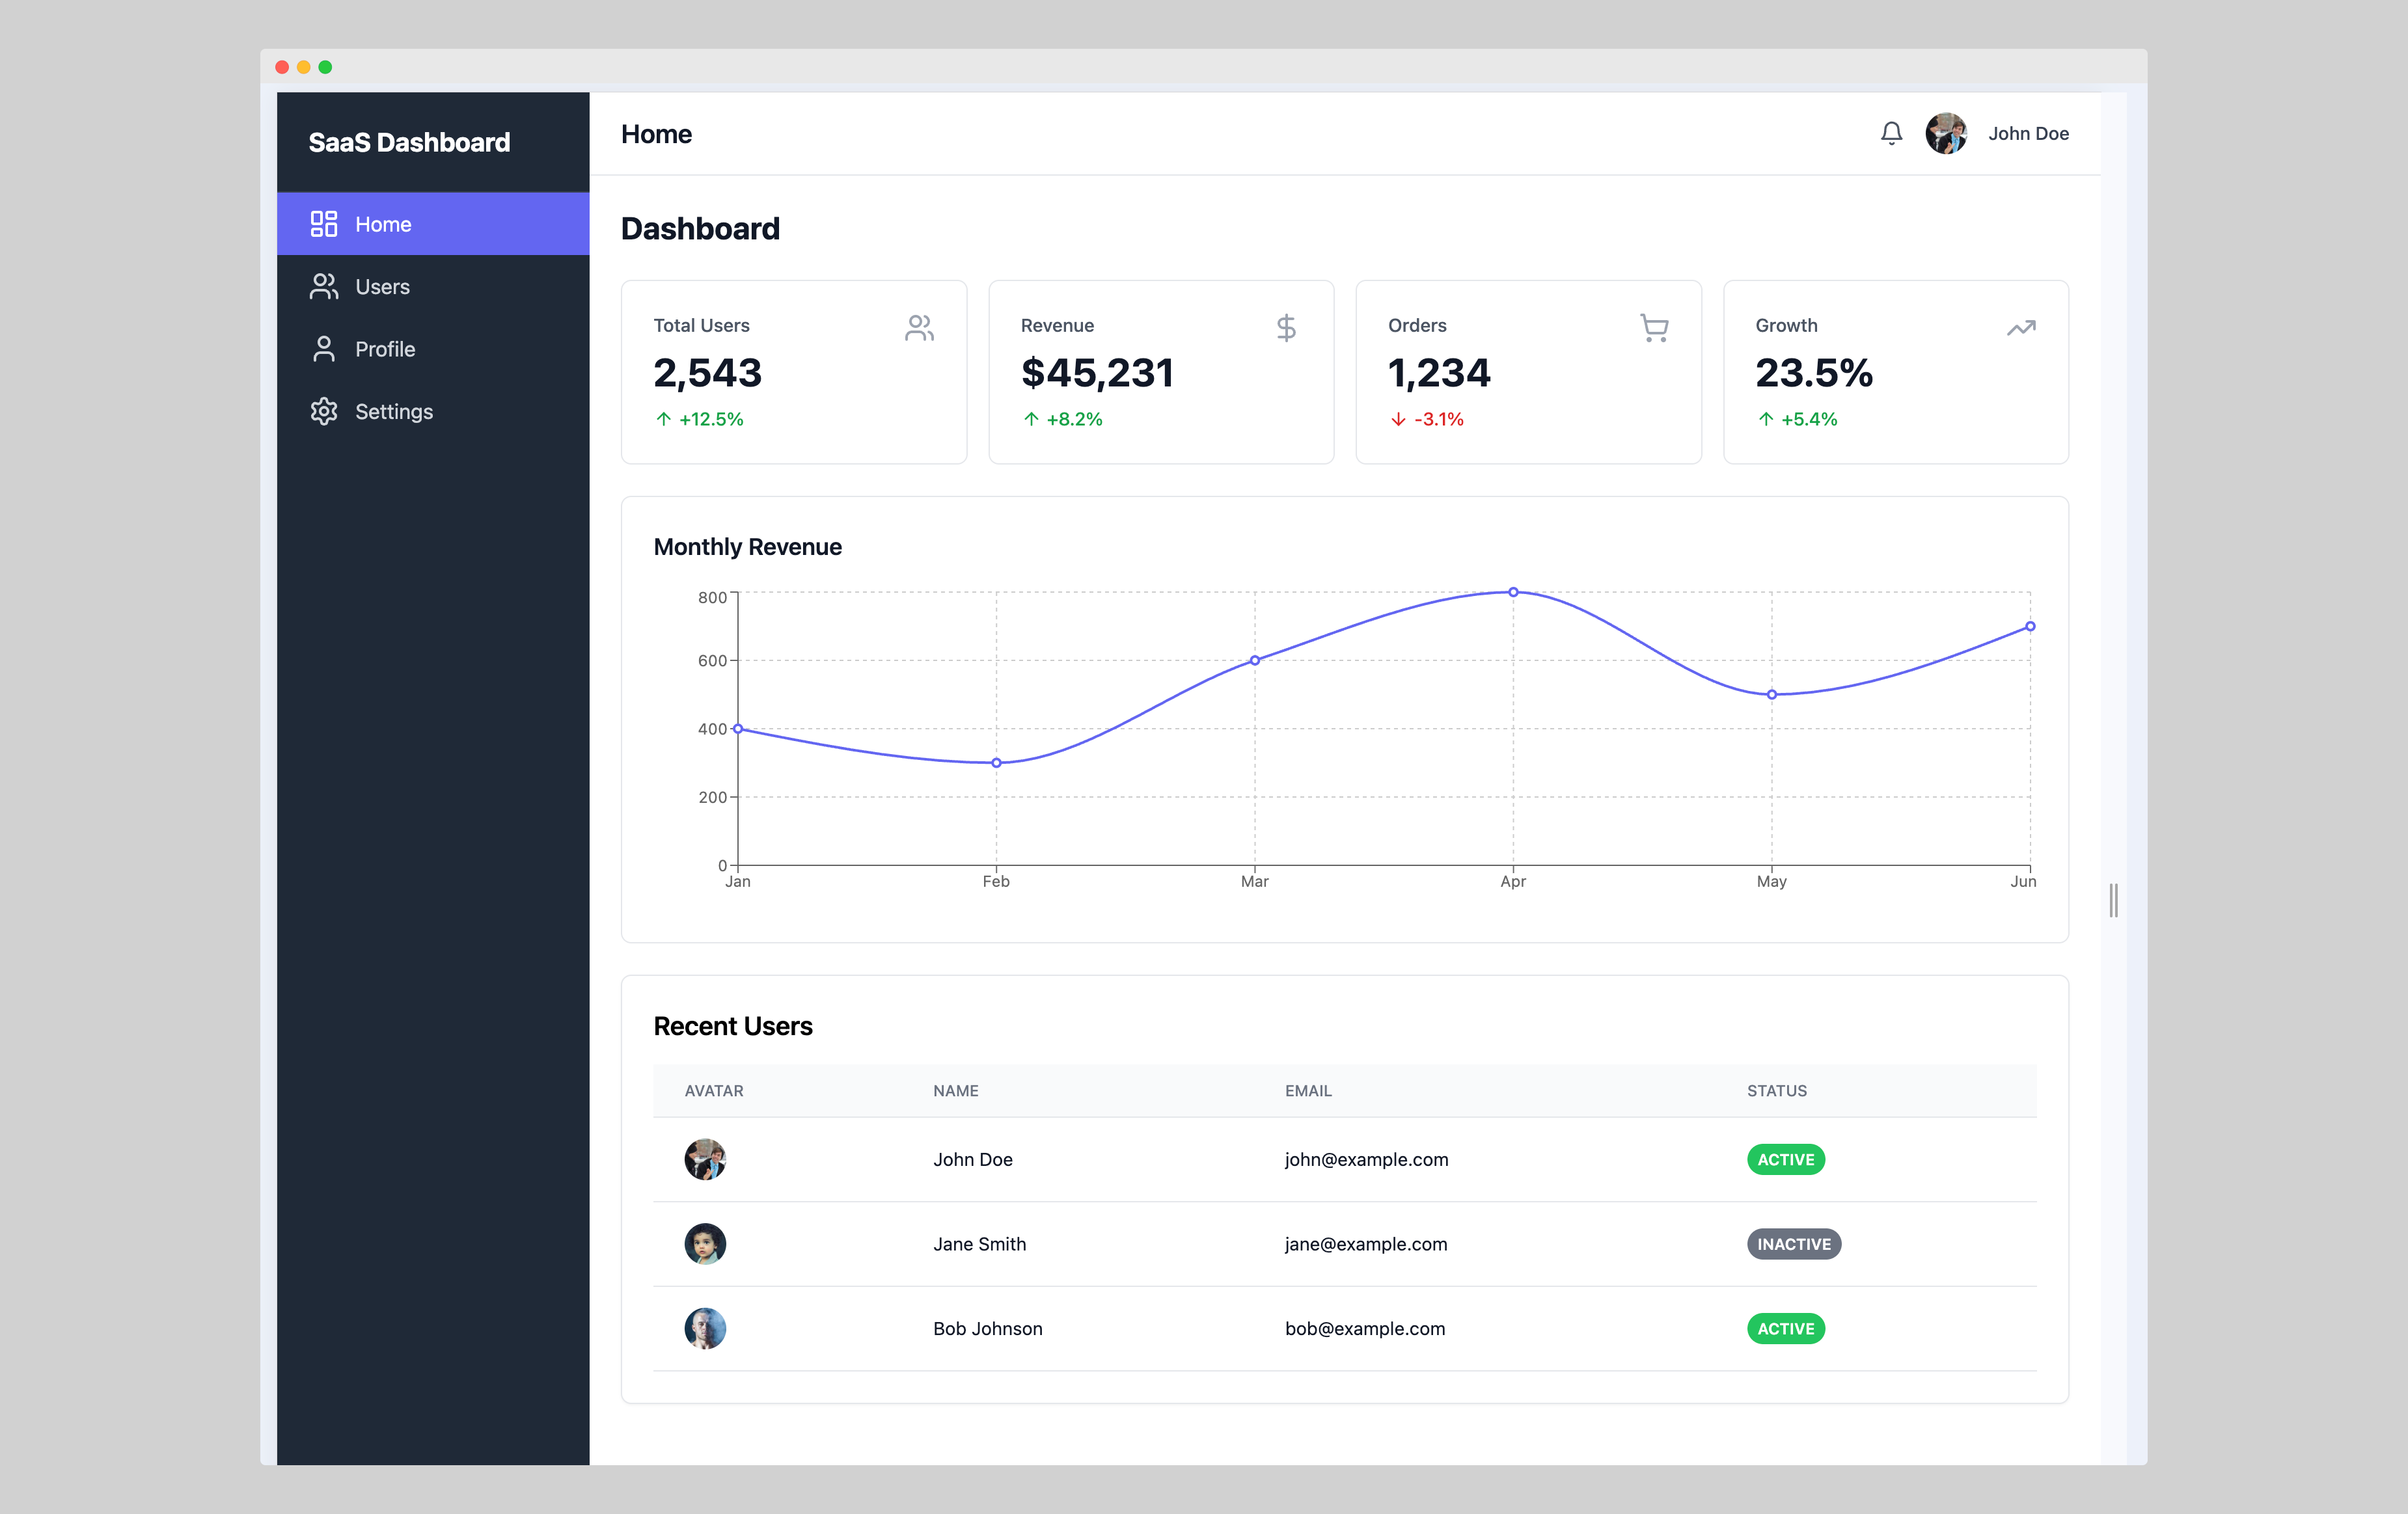 SaaS Dashboard
Home
Users
Profile
Settings
Home
John Doe
Dashboard
Total Users
2,543
+12.5%
Revenue
$45,231
+8.2%
Orders
1,234
-3.1%
Growth
23.5%
+5.4%
Monthly Revenue
800
600
400
200
0
Jan Feb Mar Apr May Jun
Recent Users
AVATAR NAME EMAIL STATUS
John Doe john@example.com ACTIVE
Jane Smith jane@example.com INACTIVE
Bob Johnson bob@example.com ACTIVE